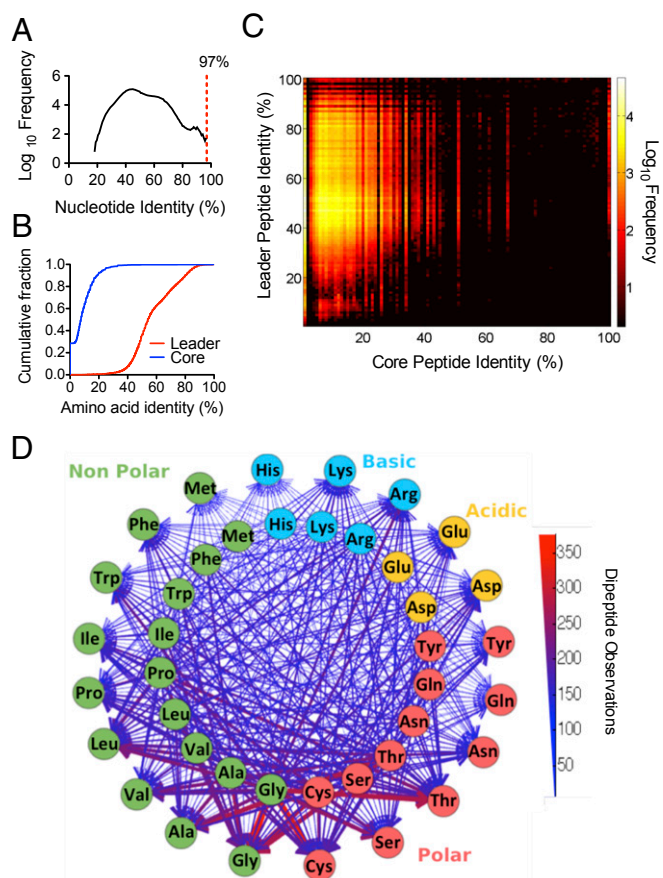 A
97%
Log 10 Frequency
6
4
2
0
0 20 40 60 80 100
Nucleotide Identity (%)
B
Cumulative fraction
1.0
0.8
0.6
0.4
0.2
0.0
Leader
Core
0 20 40 60 80 100
Amino acid identity (%)
C
Leader Peptide Identity (%)
100
80
60
40
20
20 40 60 80 100
Core Peptide Identity (%)
4
3
2
1
Log10 Frequency
D
Non Polar
Basic
Acidic
Polar
His
Lys
Arg
Glu
Asp
Tyr
Gln
Asn
Thr
Ser
Cys
Gly
Ala
Val
Leu
Pro
Ile
Trp
Phe
Met
His
Lys
Arg
Glu
Asp
Tyr
Gln
Asn
Thr
Ser
Cys
Gly
Ala
Val
Leu
Pro
Ile
Trp
Phe
Met
350
300
250
200
150
100
50
Dipeptide Observations